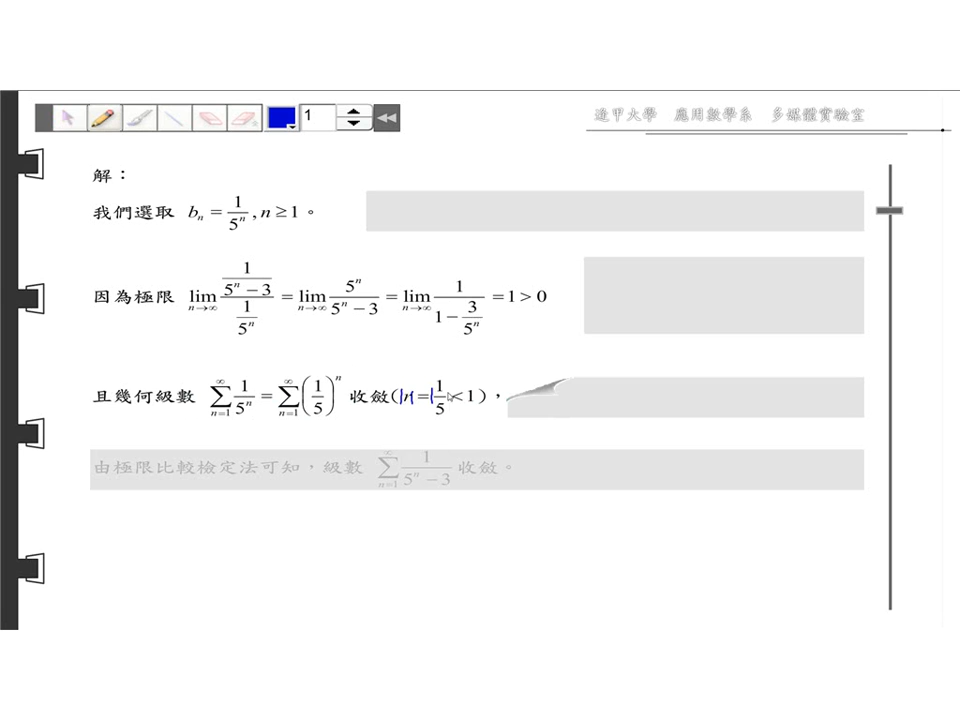 1
逢甲大學 應用數學系 多媒體實驗室
解：
我們選取 bₙ = 1/5ⁿ , n ≥ 1 。
因為極限 lim_{n→∞} (1/(5ⁿ − 3))/(1/5ⁿ) = lim_{n→∞} 5ⁿ/(5ⁿ − 3) = lim_{n→∞} 1/(1 − 3/5ⁿ) = 1 > 0
且幾何級數 ∑_{n=1}^{∞} 1/5ⁿ = ∑_{n=1}^{∞} (1/5)ⁿ 收斂(|r| = |1/5 < 1)，
由極限比較檢定法可知，級數 ∑_{n=1}^{∞} 1/(5ⁿ − 3) 收斂。